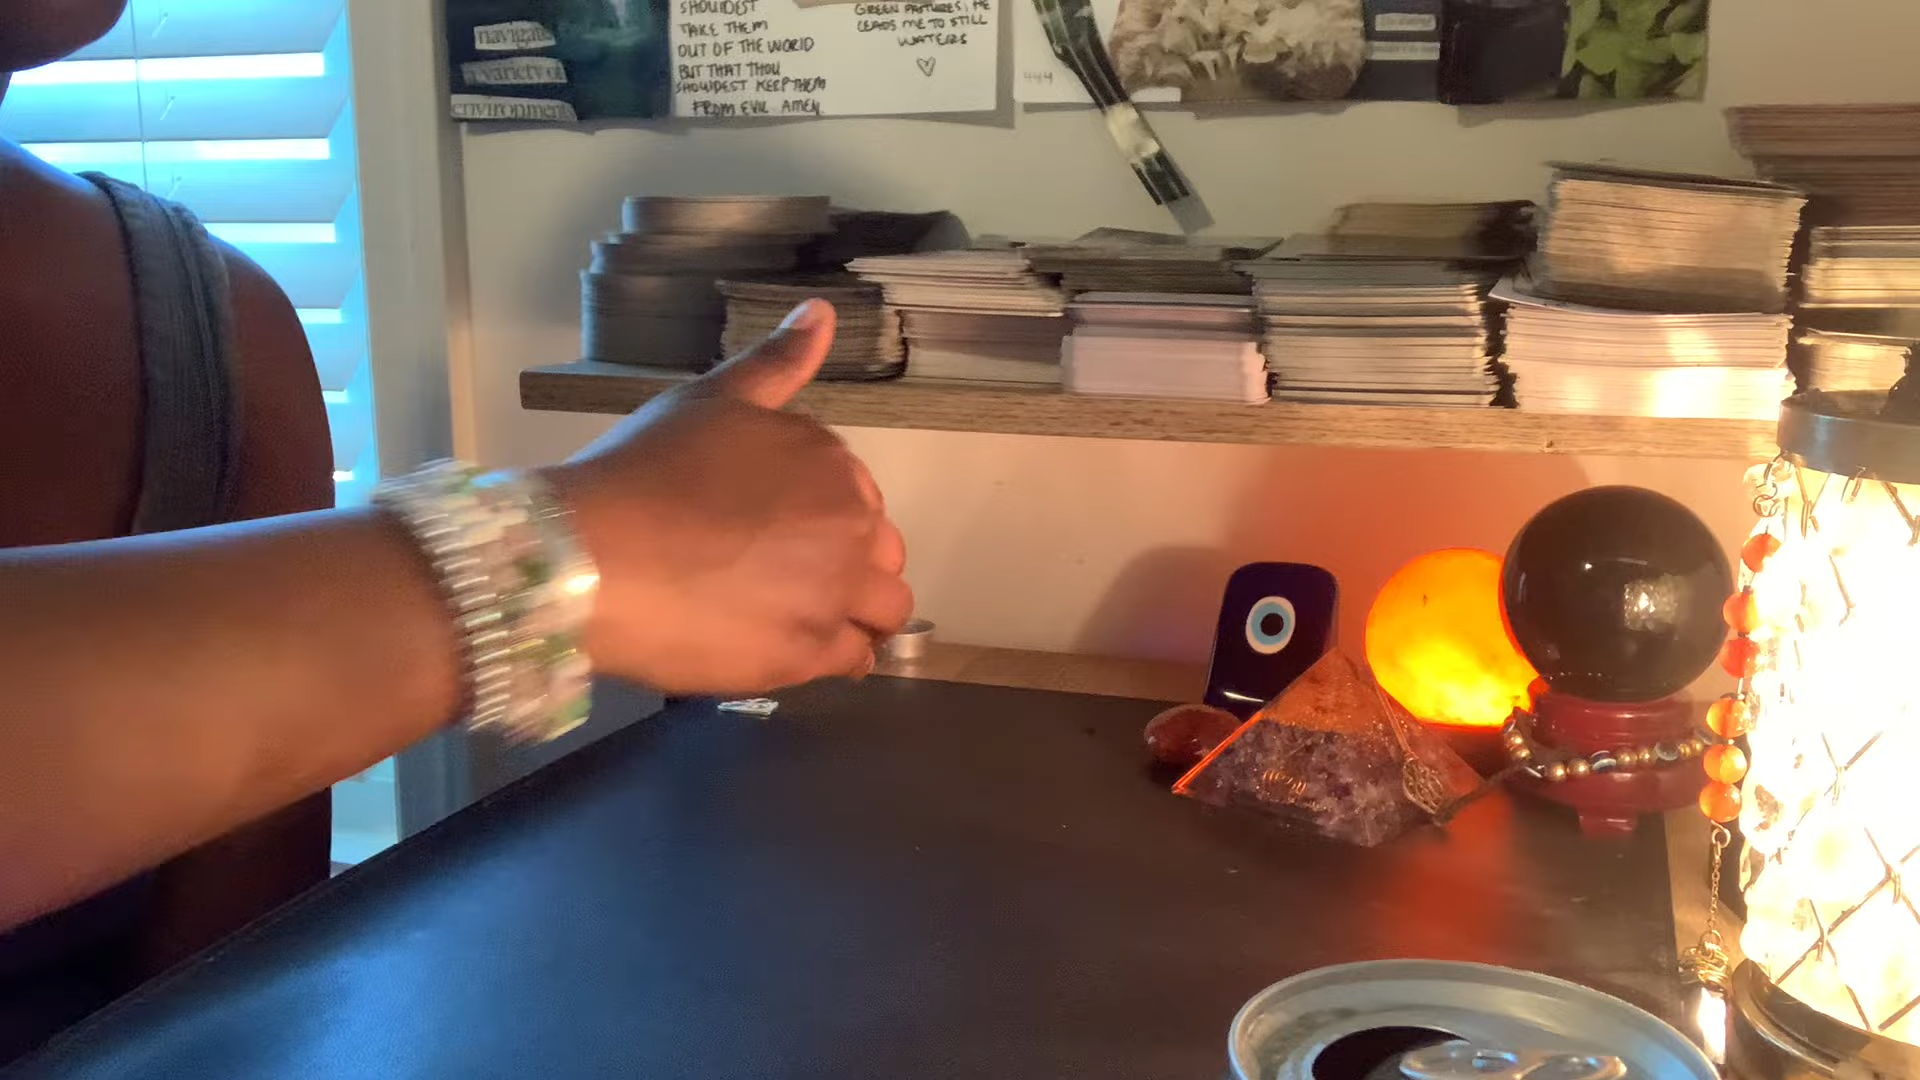 navigate
a variety of
environment
SHOULDEST
TAKE THEM
OUT OF THE WORLD
BUT THAT THOU
SHOULDEST KEEP THEM
FROM EVIL. AMEN.
GREEN PASTURES; HE
LEADS ME TO STILL
WATERS
444